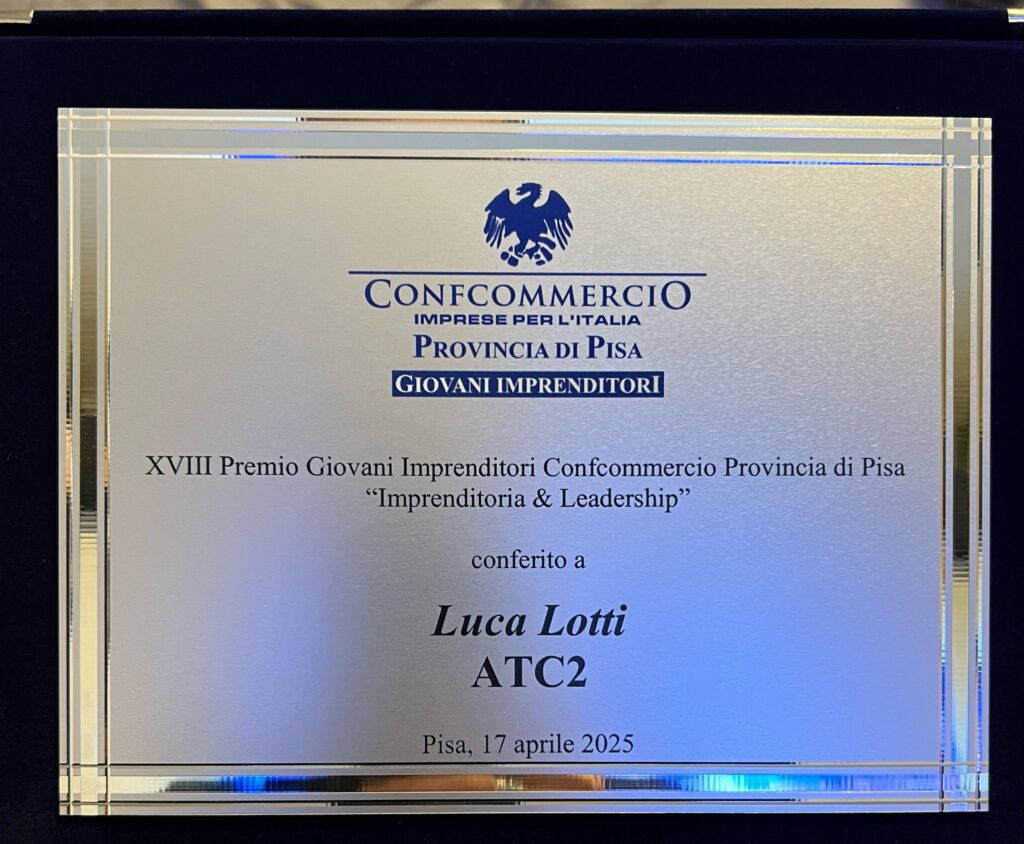 CONFCOMMERCIO
IMPRESE PER L'ITALIA
PROVINCIA DI PISA
GIOVANI IMPRENDITORI
XVIII Premio Giovani Imprenditori Confcommercio Provincia di Pisa
“Imprenditoria & Leadership”
conferito a
Luca Lotti
ATC2
Pisa, 17 aprile 2025